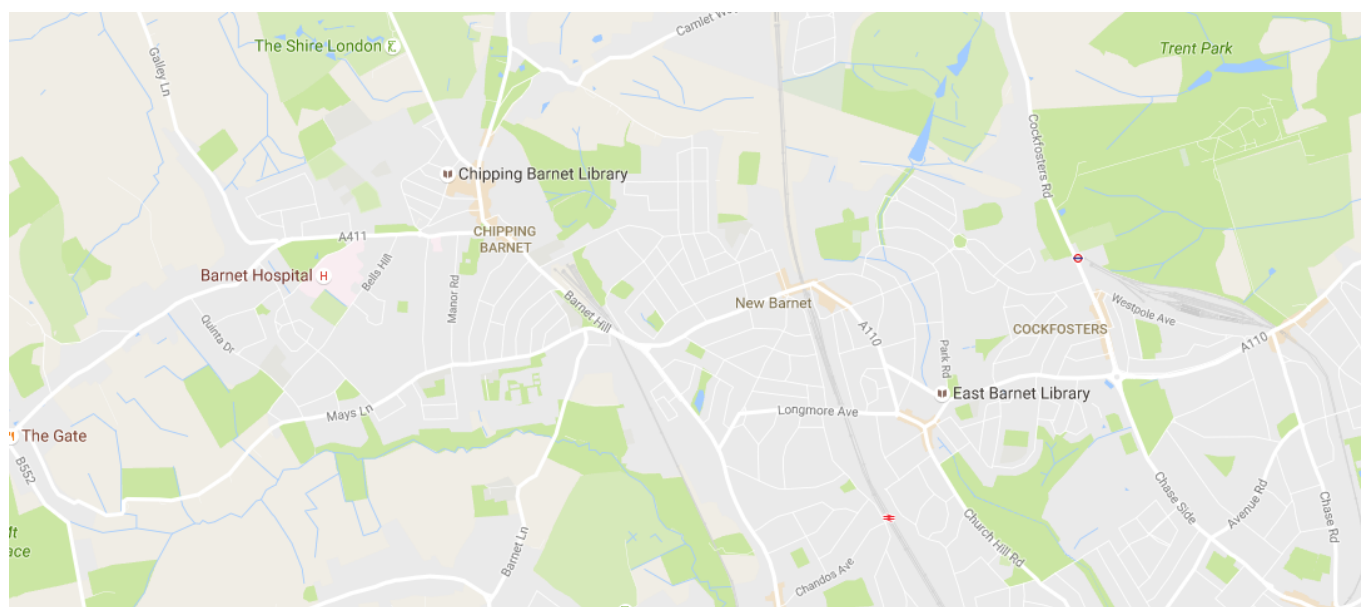 The Shire London
Camlet Wa
Trent Park
Galley Ln
Cockfosters Rd
Chipping Barnet Library
A411
CHIPPING
BARNET
Barnet Hospital
H
Bells Hill
Manor Rd
Barnet Hill
New Barnet
Westpole Ave
Quinta Dr
COCKFOSTERS
A110
A110
Park Rd
East Barnet Library
Mays Ln
Longmore Ave
The Gate
B552
Chase Side
Avenue Rd
Chase Rd
Church Hill Rd
ft
ace
Barnet Ln
Chandos Ave